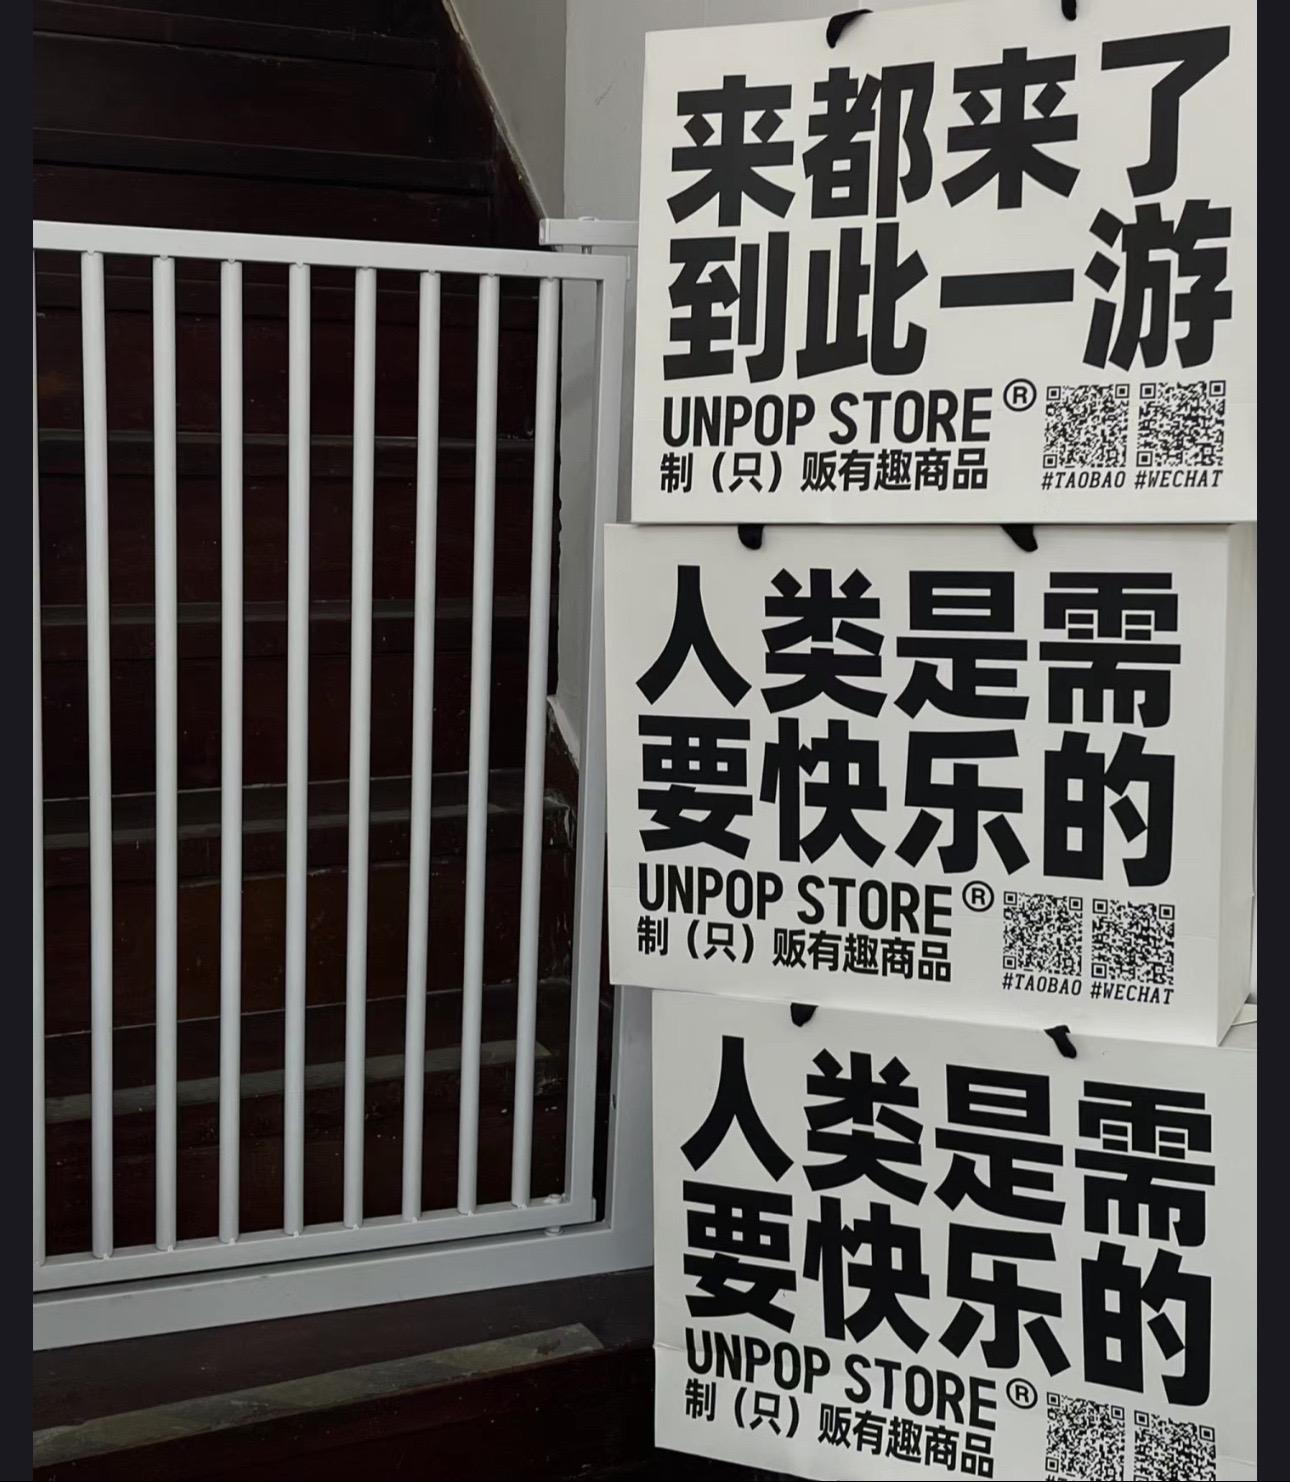 来都来了
到此一游
UNPOP STORE®
制（只）贩有趣商品
#TAOBAO #WECHAT
人类是需
要快乐的
UNPOP STORE®
制（只）贩有趣商品
#TAOBAO #WECHAT
人类是需
要快乐的
UNPOP STORE®
制（只）贩有趣商品